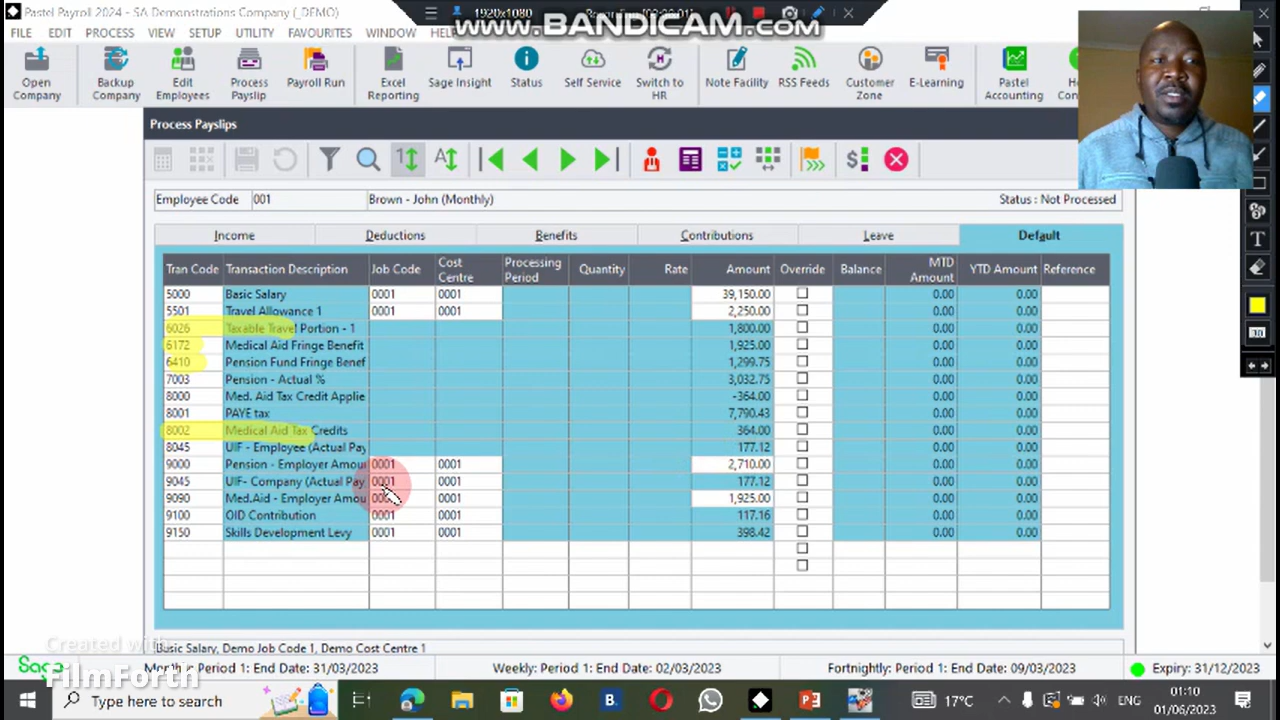 Pastel Payroll 2024 - SA Demonstrations Company (_DEMO)
1920x1080
www.BANDICAM.com
FILE EDIT PROCESS VIEW SETUP UTILITY FAVOURITES WINDOW
Open Company
Backup Company
Edit Employees
Process Payslip
Payroll Run
Excel Reporting
Sage Insight
Status
Self Service
Switch to HR
Note Facility
RSS Feeds
Customer Zone
E-Learning
Pastel Accounting
Process Payslips
Employee Code 001 Brown - John (Monthly) Status : Not Processed
Income Deductions Benefits Contributions Leave Default
Tran Code Transaction Description Job Code Cost Centre Processing Period Quantity Rate Amount Override Balance MTD Amount YTD Amount Reference
5000 Basic Salary 0001 0001 39,150.00 0.00 0.00
5501 Travel Allowance 1 0001 0001 2,250.00 0.00 0.00
6026 Taxable Travel Portion - 1 1,800.00 0.00 0.00
6172 Medical Aid Fringe Benefit 1,925.00 0.00 0.00
6410 Pension Fund Fringe Benef 1,299.75 0.00 0.00
7003 Pension - Actual % 3,032.75 0.00 0.00
8000 Med. Aid Tax Credit Applie -364.00 0.00 0.00
8001 PAYE tax 7,790.43 0.00 0.00
8002 Medical Aid Tax Credits 364.00 0.00 0.00
8045 UIF - Employee (Actual Pay 177.12 0.00 0.00
9000 Pension - Employer Amou 0001 0001 2,710.00 0.00 0.00
9045 UIF- Company (Actual Pay 0001 0001 177.12 0.00 0.00
9090 Med.Aid - Employer Amou 0001 1,925.00 0.00 0.00
9100 OID Contribution 0001 0001 117.16 0.00 0.00
9150 Skills Development Levy 0001 0001 398.42 0.00 0.00
Basic Salary, Demo Job Code 1, Demo Cost Centre 1
Created with
FilmForth
Sage
Monthly Period 1: End Date: 31/03/2023 Weekly: Period 1: End Date: 02/03/2023 Fortnightly: Period 1: End Date: 09/03/2023 Expiry: 31/12/2023
Type here to search
17°C
ENG
01:10
01/06/2023